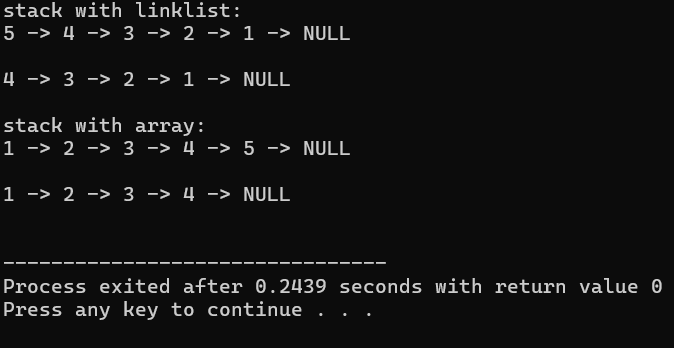 stack with linklist:
5 -> 4 -> 3 -> 2 -> 1 -> NULL
4 -> 3 -> 2 -> 1 -> NULL
stack with array:
1 -> 2 -> 3 -> 4 -> 5 -> NULL
1 -> 2 -> 3 -> 4 -> NULL
--------------------------------
Process exited after 0.2439 seconds with return value 0
Press any key to continue . . .